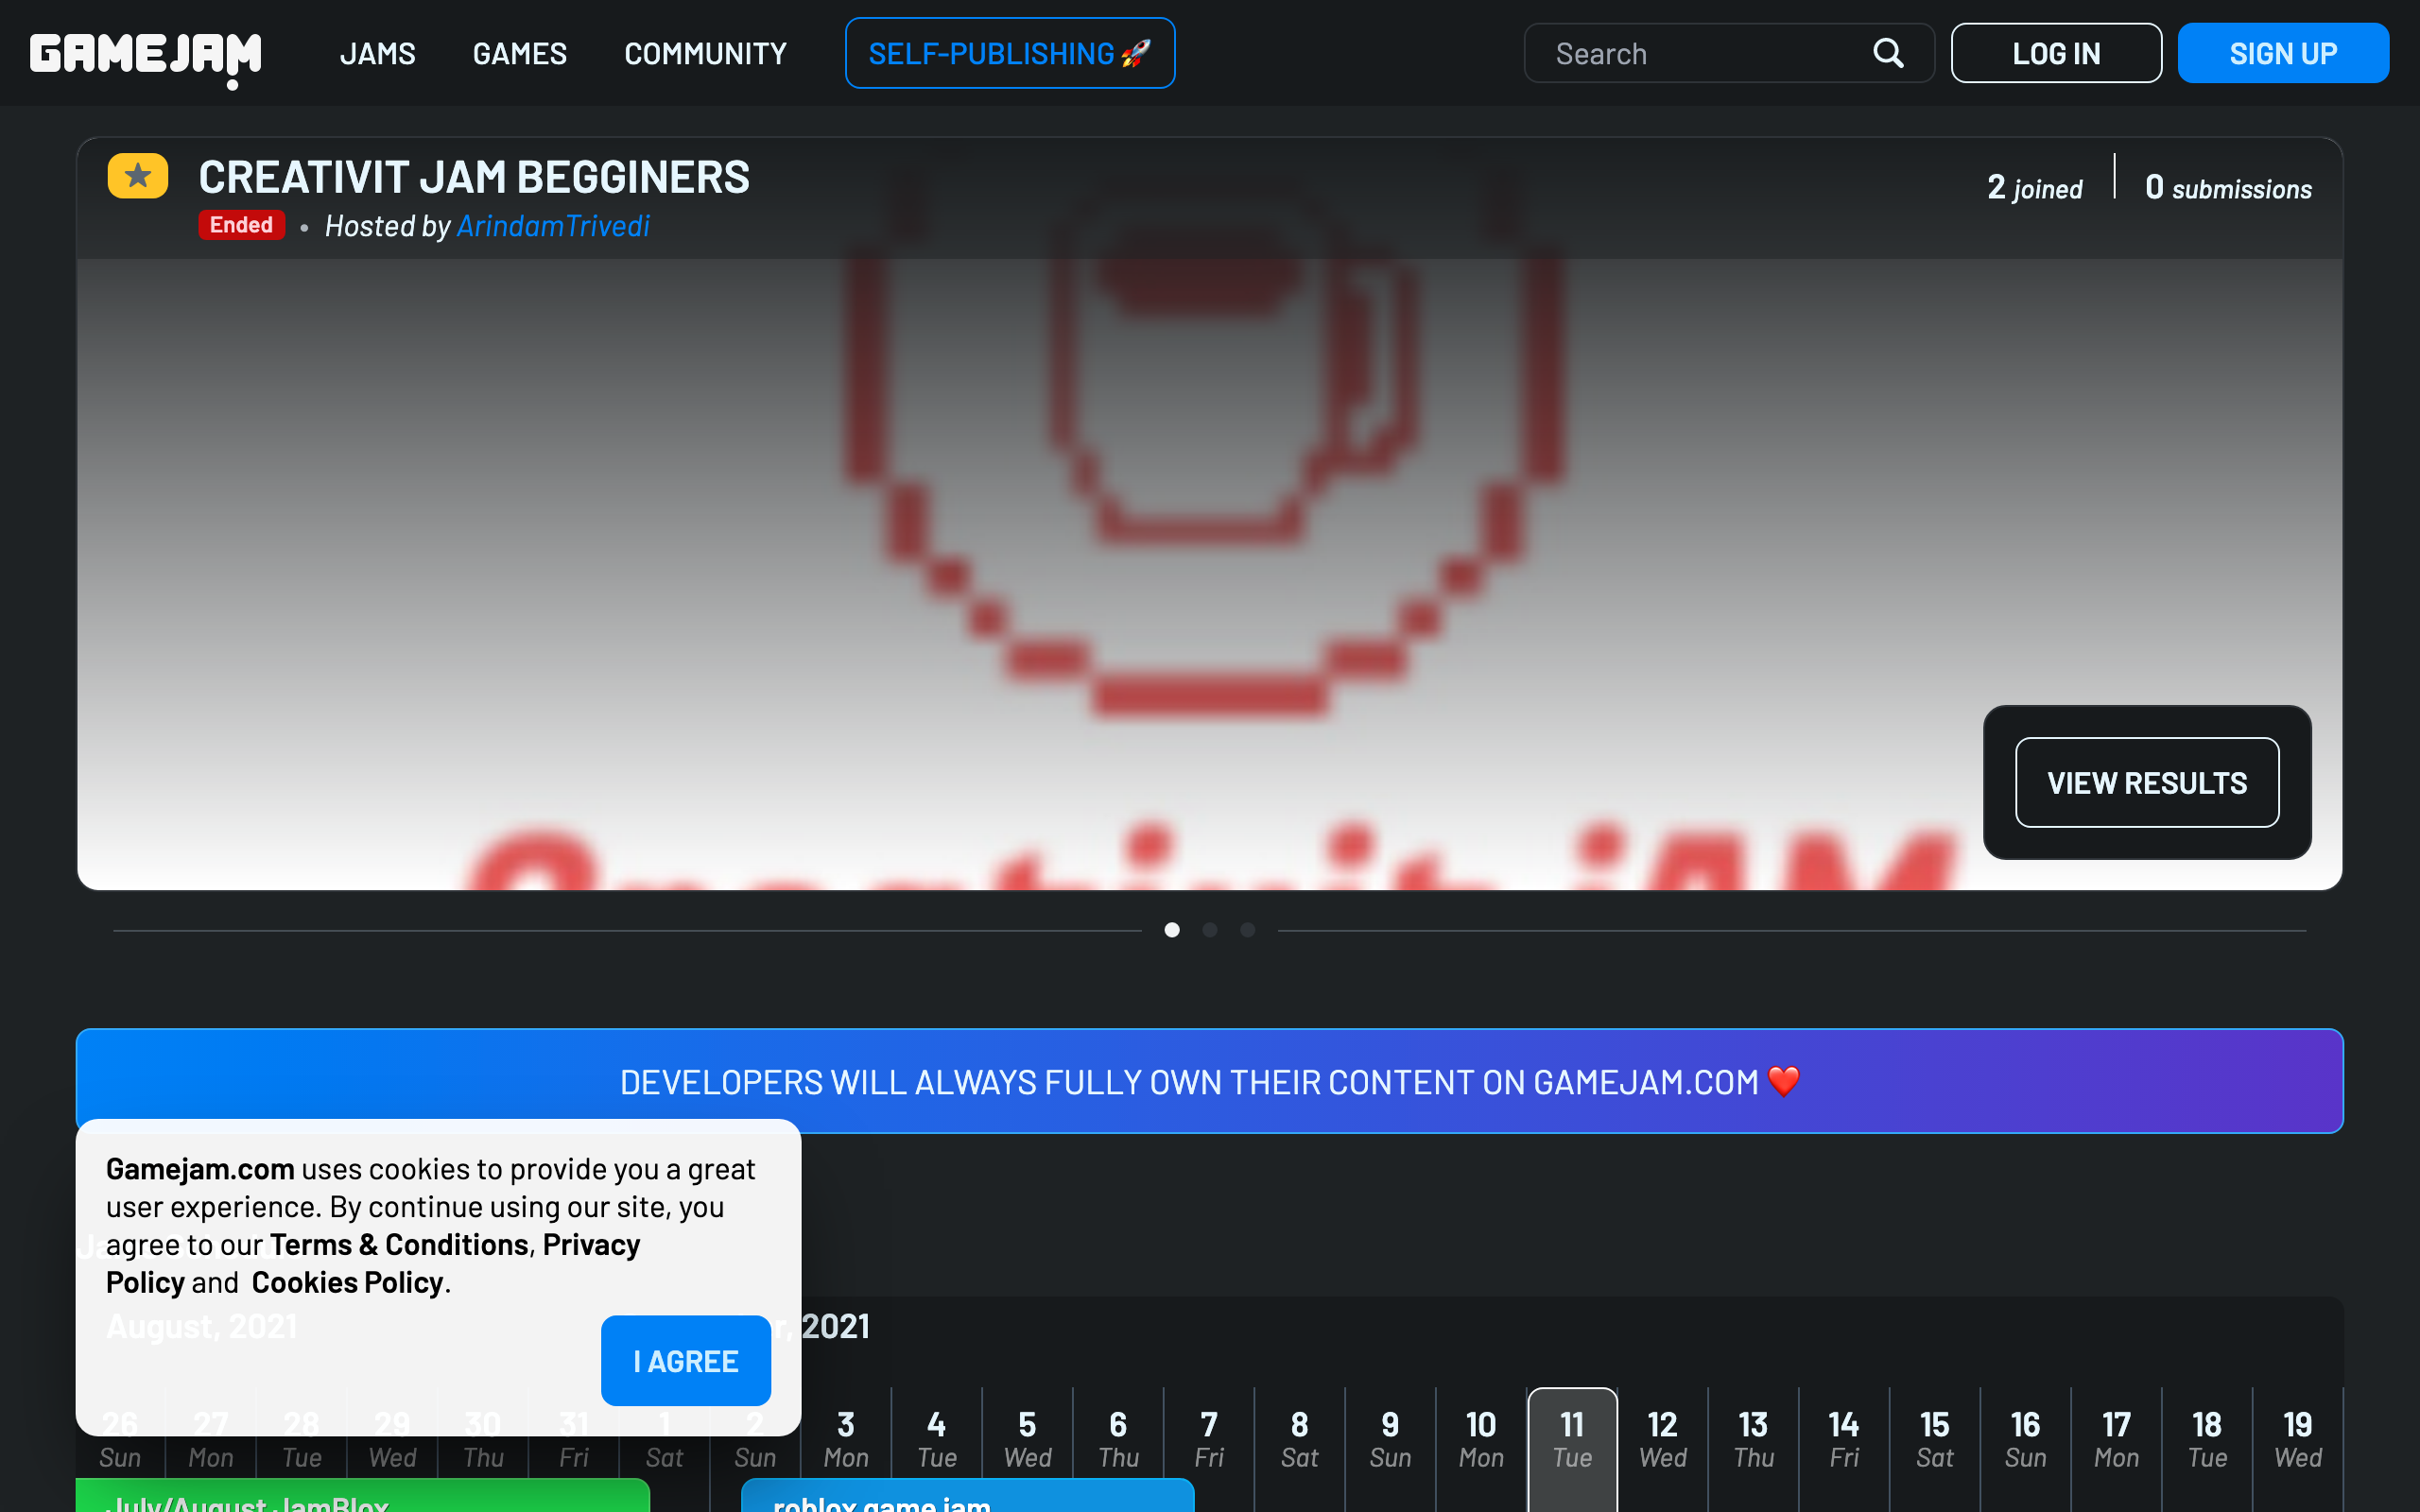 GAMEJAM
JAMS
GAMES
COMMUNITY
SELF-PUBLISHING 🚀
Search
LOG IN
SIGN UP
CREATIVIT JAM BEGGINERS
2 joined
0 submissions
Ended • Hosted by ArindamTrivedi
VIEW RESULTS
DEVELOPERS WILL ALWAYS FULLY OWN THEIR CONTENT ON GAMEJAM.COM ❤️
Gamejam.com uses cookies to provide you a great
user experience. By continue using our site, you
agree to our Terms & Conditions, Privacy
Policy and Cookies Policy.
I AGREE
August, 2021
r, 2021
26 27 28 29 30 31 1 2 3 4 5 6 7 8 9 10 11 12 13 14 15 16 17 18 19
Sun Mon Tue Wed Thu Fri Sat Sun Mon Tue Wed Thu Fri Sat Sun Mon Tue Wed Thu Fri Sat Sun Mon Tue Wed
July/August JamBlox
roblox game jam